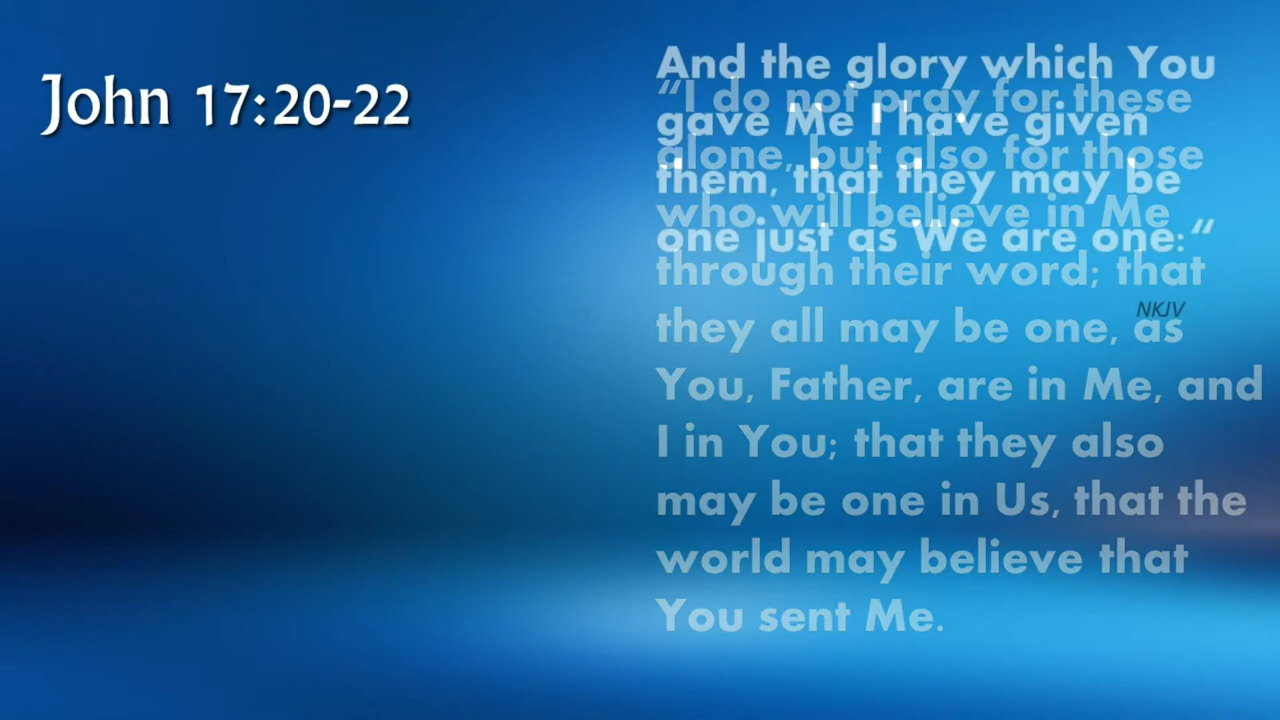 John 17:20-22
“I do not pray for these
alone, but also for those
who will believe in Me
through their word; that
they all may be one, as
You, Father, are in Me, and
I in You; that they also
may be one in Us, that the
world may believe that
You sent Me.
And the glory which You
gave Me I have given
them, that they may be
one just as We are one:“
NKJV